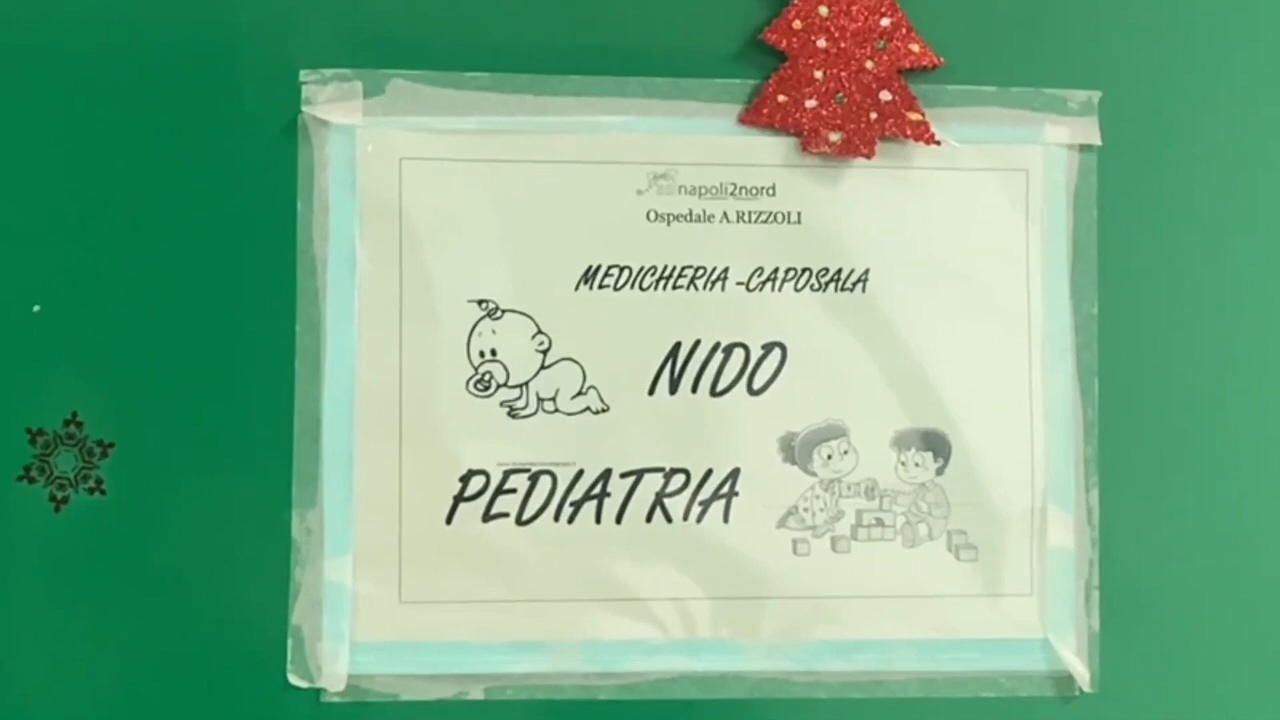 napoli2nord
Ospedale A.RIZZOLI
MEDICHERIA -CAPOSALA
NIDO
PEDIATRIA